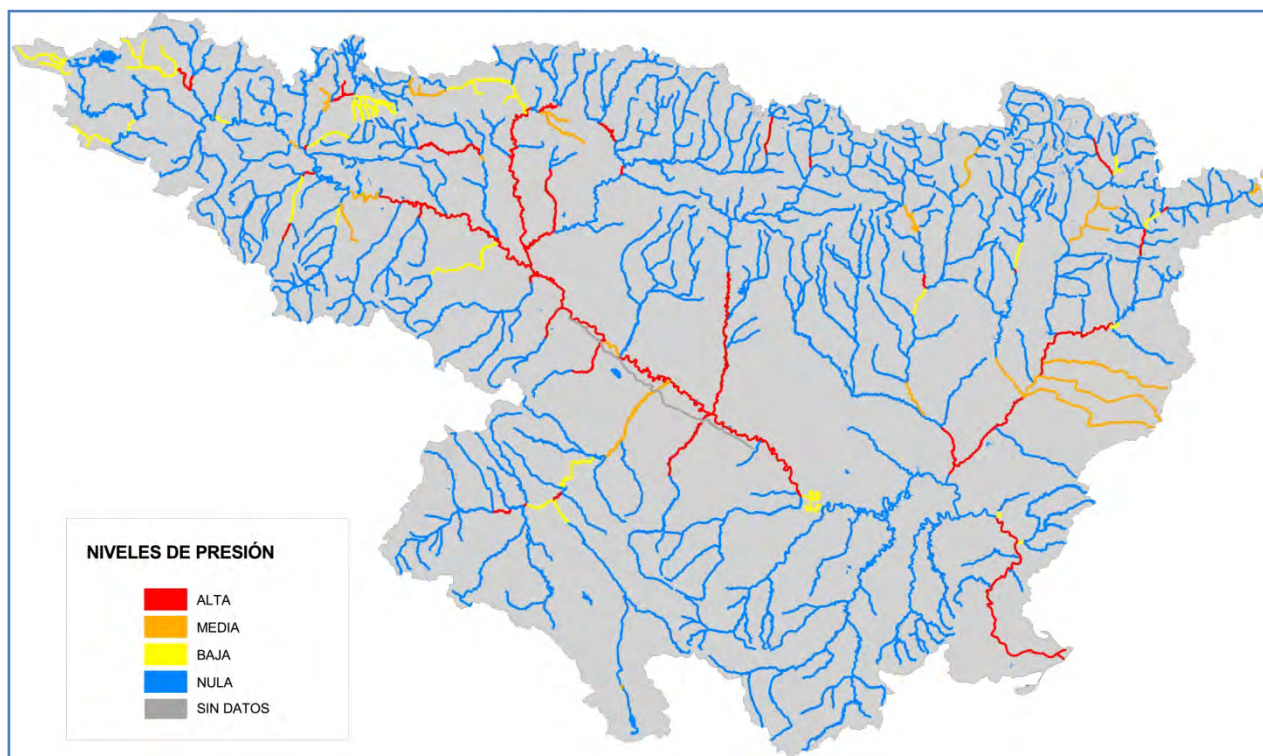 NIVELES DE PRESIÓN
ALTA
MEDIA
BAJA
NULA
SIN DATOS